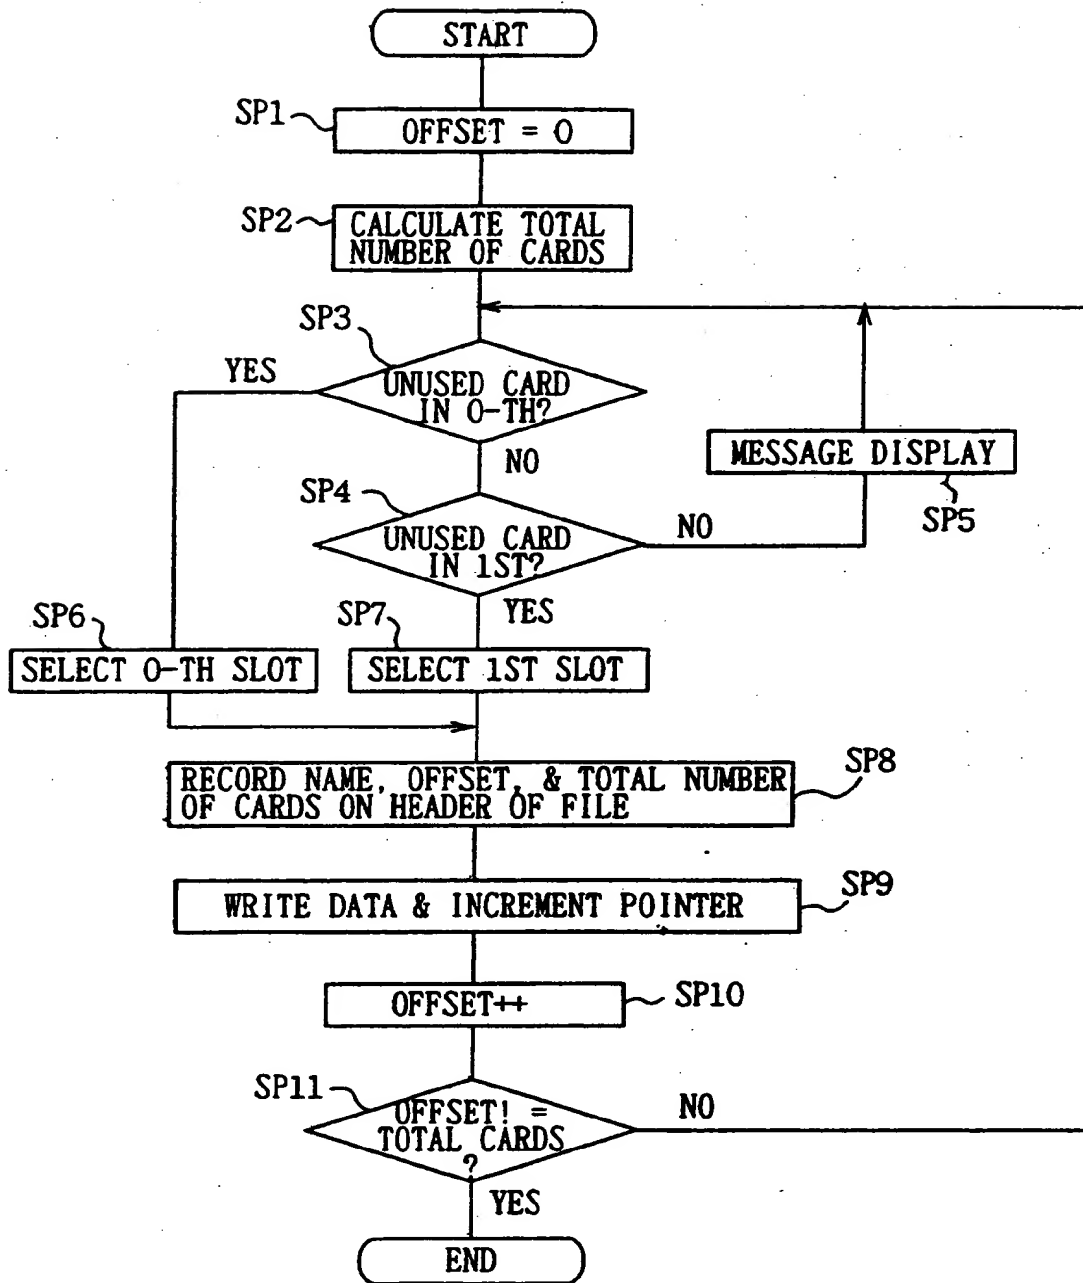 START
SP1
OFFSET = 0
SP2
CALCULATE TOTAL
NUMBER OF CARDS
SP3
YES
UNUSED CARD
IN 0-TH?
NO
MESSAGE DISPLAY
SP5
SP4
UNUSED CARD
IN 1ST?
NO
YES
SP6
SELECT 0-TH SLOT
SP7
SELECT 1ST SLOT
RECORD NAME, OFFSET, & TOTAL NUMBER
OF CARDS ON HEADER OF FILE
SP8
WRITE DATA & INCREMENT POINTER
SP9
OFFSET++
SP10
SP11
OFFSET! =
TOTAL CARDS
?
NO
YES
END